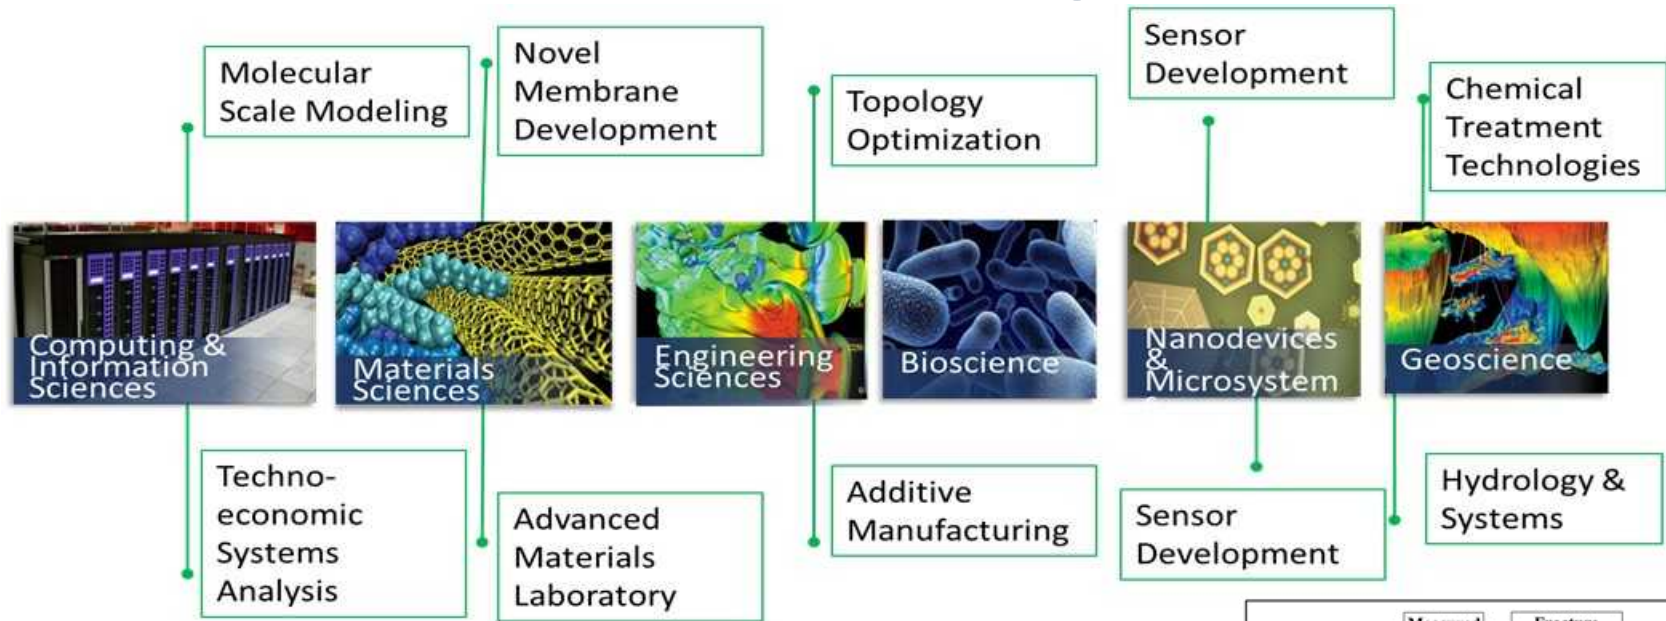 Molecular
Scale Modeling
Novel
Membrane
Development
Topology
Optimization
Sensor
Development
Chemical
Treatment
Technologies
Computing &
Information
Sciences
Materials
Sciences
Engineering
Sciences
Bioscience
Nanodevices
&
Microsystem
Geoscience
Techno-
economic
Systems
Analysis
Advanced
Materials
Laboratory
Additive
Manufacturing
Sensor
Development
Hydrology &
Systems